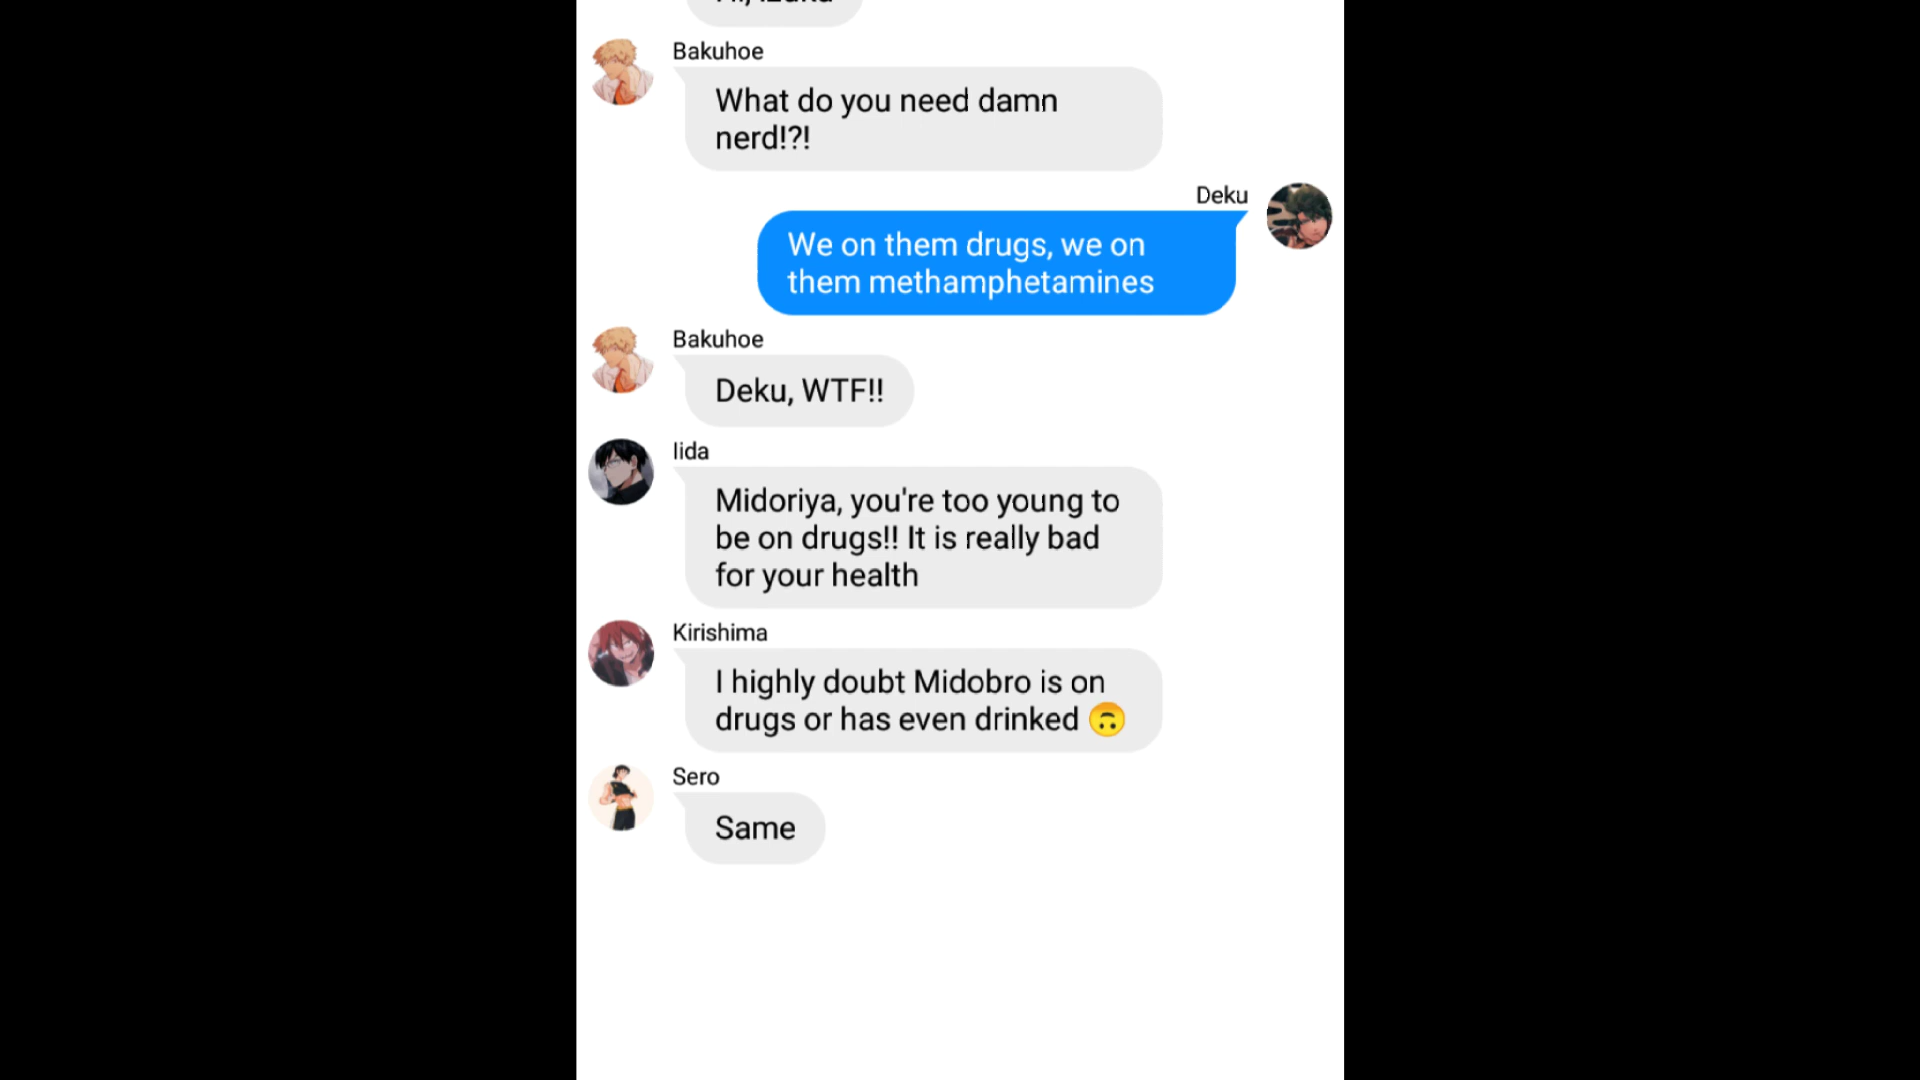 Bakuhoe
What do you need damn
nerd!?!
Deku
We on them drugs, we on
them methamphetamines
Bakuhoe
Deku, WTF!!
Iida
Midoriya, you're too young to
be on drugs!! It is really bad
for your health
Kirishima
I highly doubt Midobro is on
drugs or has even drinked 🙃
Sero
Same